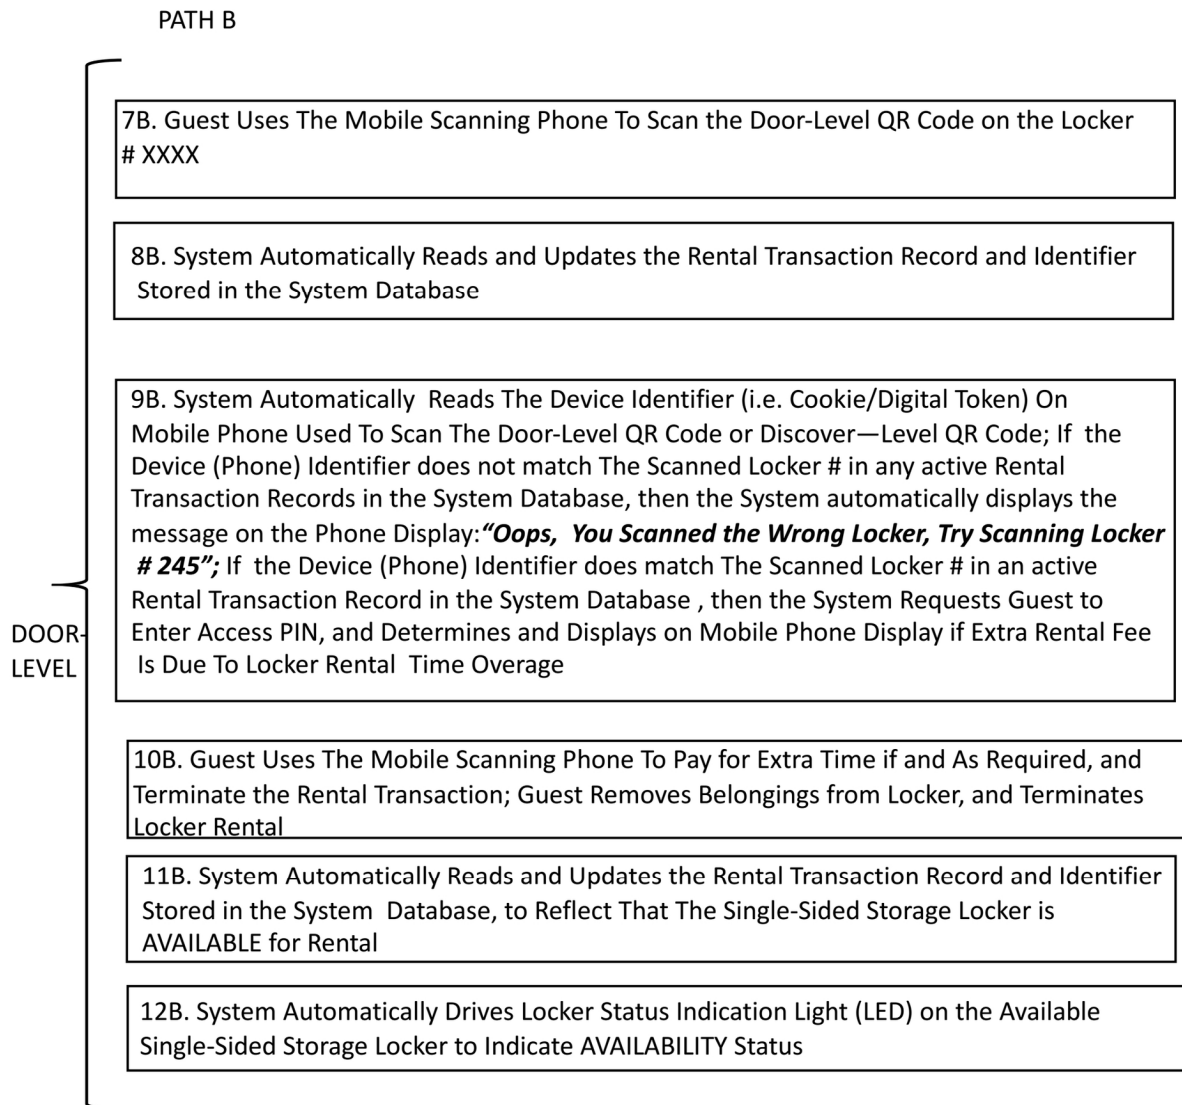 PATH B
7B. Guest Uses The Mobile Scanning Phone To Scan the Door-Level QR Code on the Locker
# XXXX
8B. System Automatically Reads and Updates the Rental Transaction Record and Identifier
Stored in the System Database
9B. System Automatically Reads The Device Identifier (i.e. Cookie/Digital Token) On
Mobile Phone Used To Scan The Door-Level QR Code or Discover—Level QR Code; If the
Device (Phone) Identifier does not match The Scanned Locker # in any active Rental
Transaction Records in the System Database, then the System automatically displays the
message on the Phone Display:“Oops, You Scanned the Wrong Locker, Try Scanning Locker
# 245”; If the Device (Phone) Identifier does match The Scanned Locker # in an active
Rental Transaction Record in the System Database , then the System Requests Guest to
Enter Access PIN, and Determines and Displays on Mobile Phone Display if Extra Rental Fee
Is Due To Locker Rental Time Overage
DOOR-
LEVEL
10B. Guest Uses The Mobile Scanning Phone To Pay for Extra Time if and As Required, and
Terminate the Rental Transaction; Guest Removes Belongings from Locker, and Terminates
Locker Rental
11B. System Automatically Reads and Updates the Rental Transaction Record and Identifier
Stored in the System Database, to Reflect That The Single-Sided Storage Locker is
AVAILABLE for Rental
12B. System Automatically Drives Locker Status Indication Light (LED) on the Available
Single-Sided Storage Locker to Indicate AVAILABILITY Status